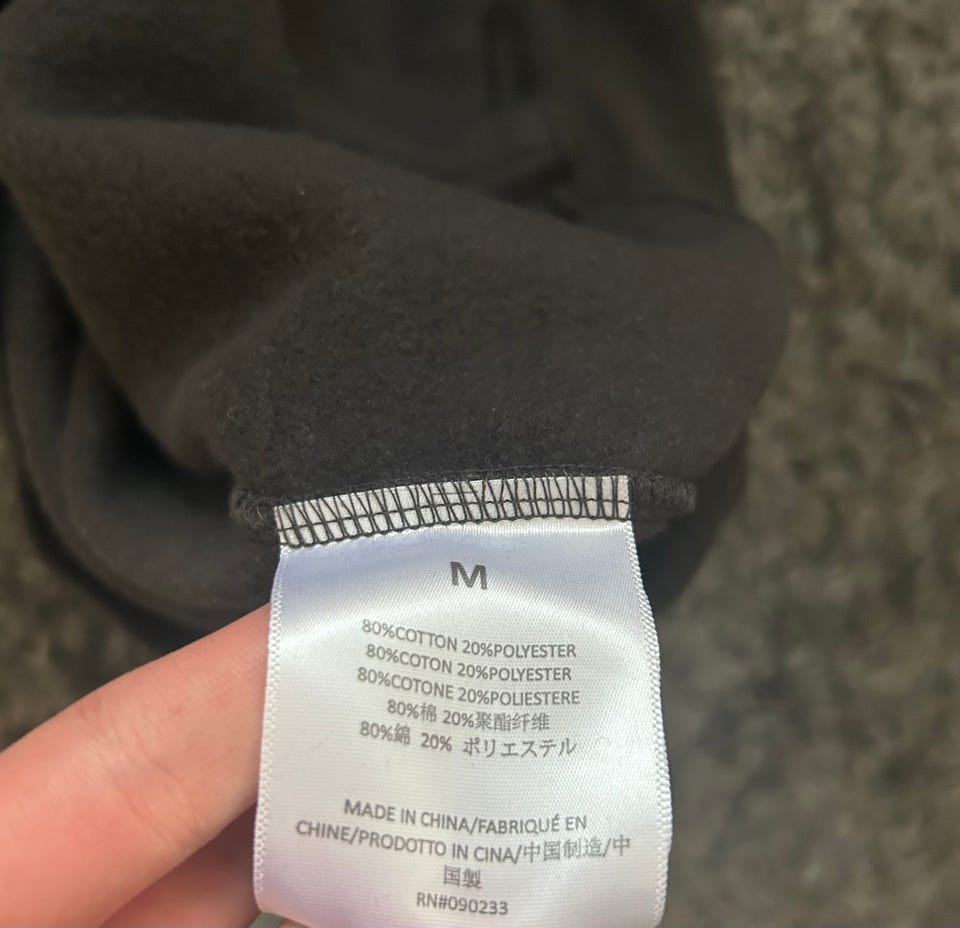 M
80%COTTON 20%POLYESTER
80%COTON 20%POLYESTER
80%COTONE 20%POLIESTERE
80%棉 20%聚酯纤维
80%綿 20% ポリエステル
MADE IN CHINA/FABRIQUÉ EN
CHINE/PRODOTTO IN CINA/中国制造/中
国製
RN#090233